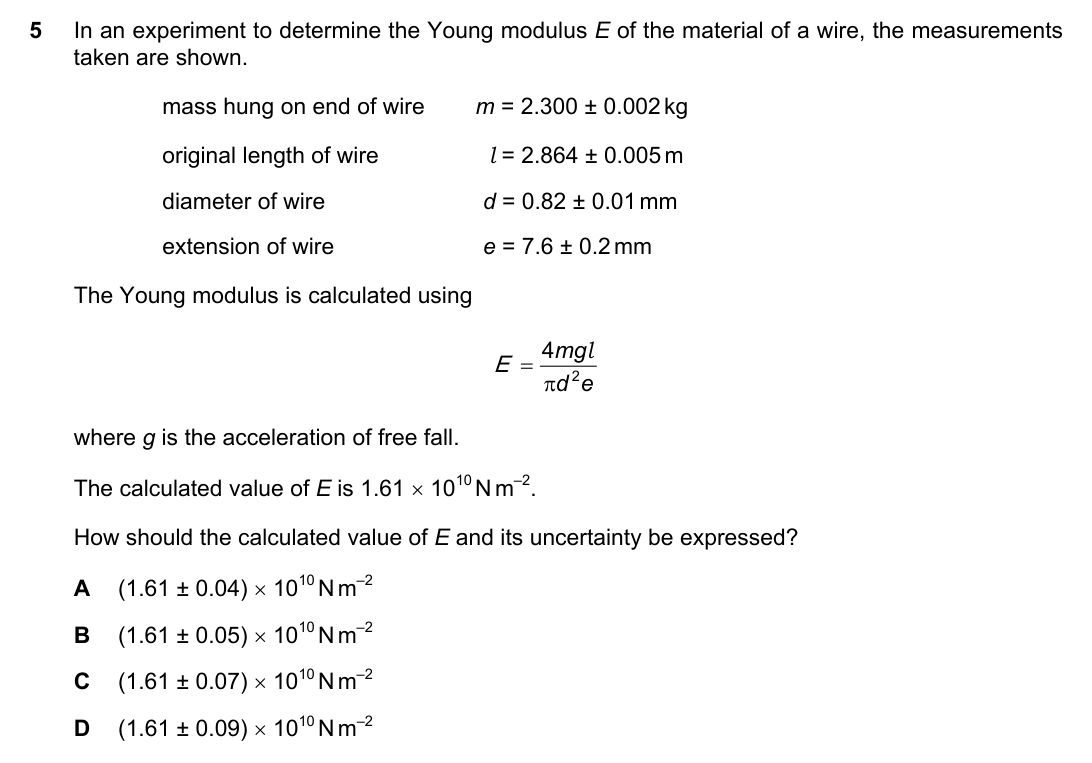 5 In an experiment to determine the Young modulus E of the material of a wire, the measurements
taken are shown.
mass hung on end of wire m = 2.300 ± 0.002 kg
original length of wire l = 2.864 ± 0.005 m
diameter of wire d = 0.82 ± 0.01 mm
extension of wire e = 7.6 ± 0.2 mm
The Young modulus is calculated using
E = 4mgl / πd²e
where g is the acceleration of free fall.
The calculated value of E is 1.61 × 10¹⁰ N m⁻².
How should the calculated value of E and its uncertainty be expressed?
A (1.61 ± 0.04) × 10¹⁰ N m⁻²
B (1.61 ± 0.05) × 10¹⁰ N m⁻²
C (1.61 ± 0.07) × 10¹⁰ N m⁻²
D (1.61 ± 0.09) × 10¹⁰ N m⁻²